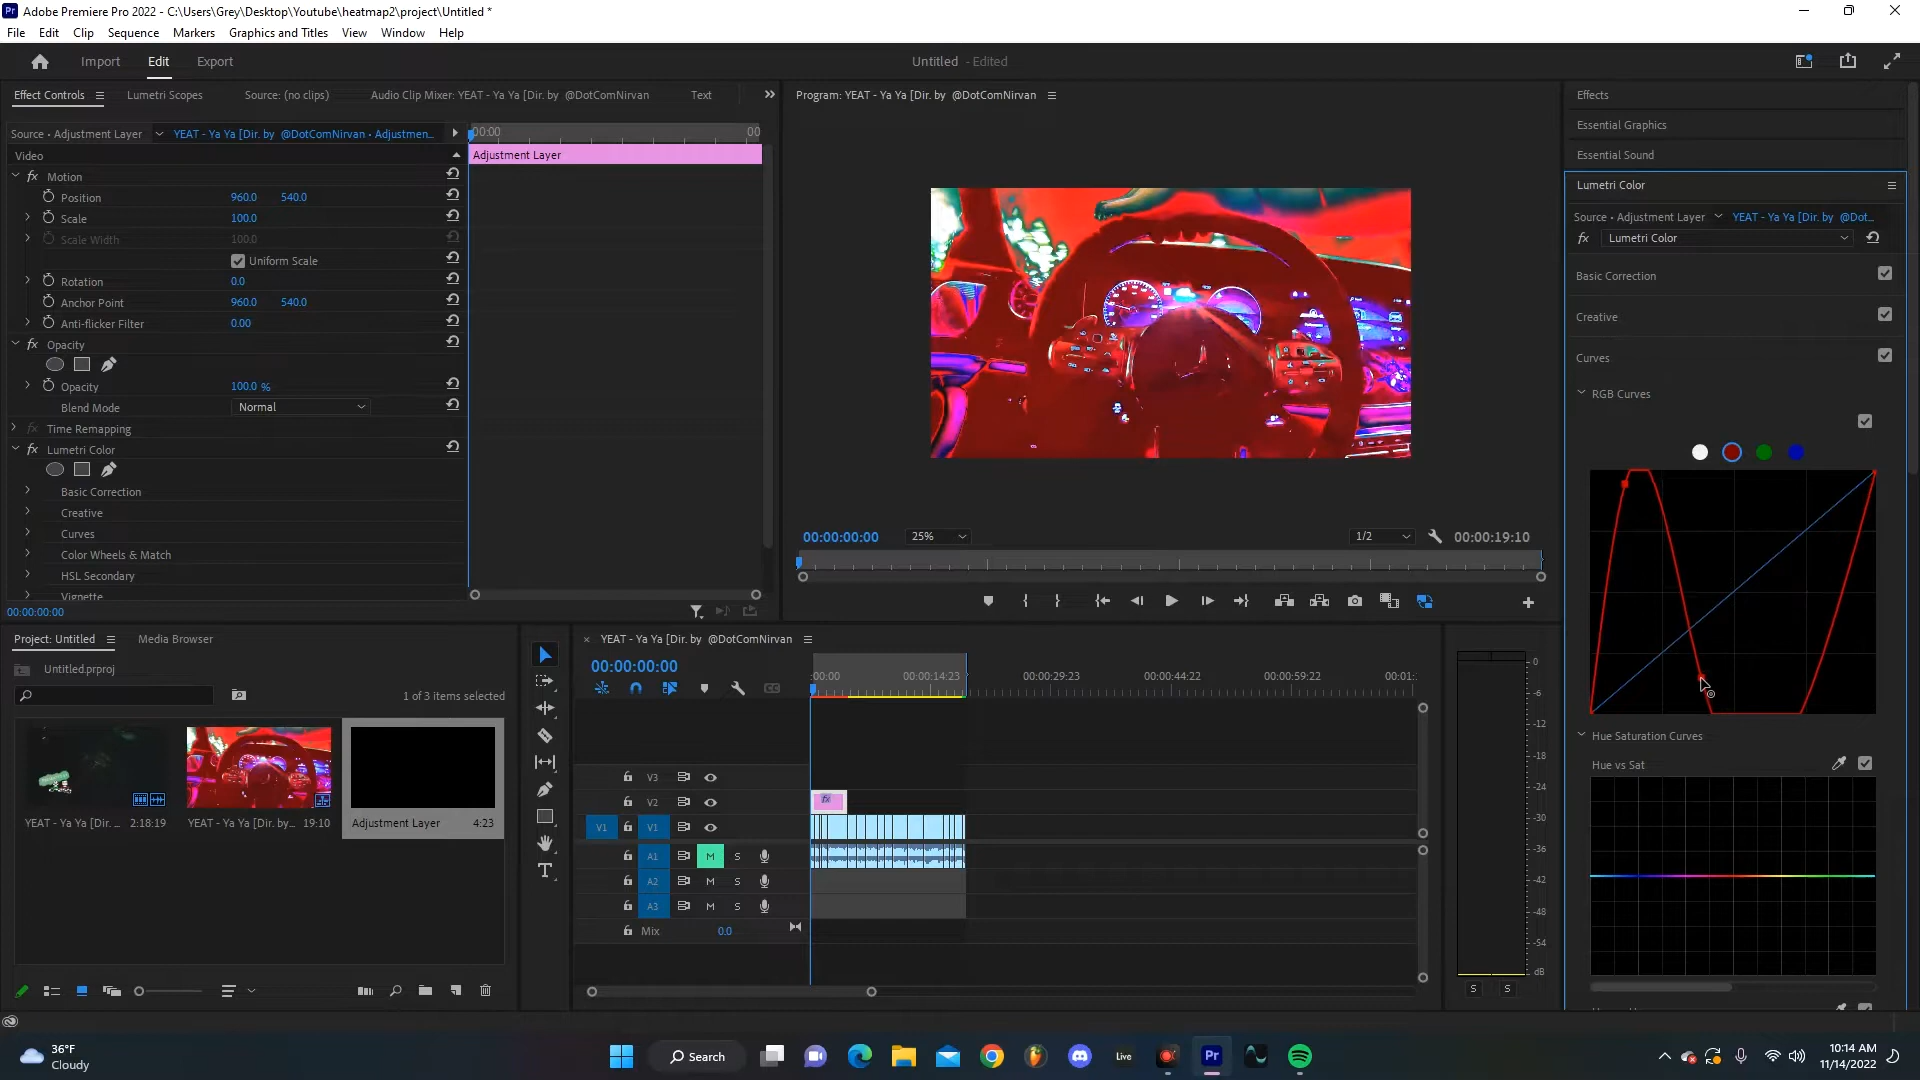 Adobe Premiere Pro 2022 - C:\Users\Grey\Desktop\Youtube\heatmap2\project\Untitled *
File Edit Clip Sequence Markers Graphics and Titles View Window Help
Import Edit Export
Untitled - Edited
Effect Controls Lumetri Scopes Source: (no clips) Audio Clip Mixer: YEAT - Ya Ya [Dir. by @DotComNirvan Text
Source • Adjustment Layer YEAT - Ya Ya [Dir. by @DotComNirvan • Adjustmen...
:00:00 00
Video
Adjustment Layer
fx Motion
Position 960.0 540.0
Scale 100.0
Scale Width 100.0
Uniform Scale
Rotation 0.0
Anchor Point 960.0 540.0
Anti-flicker Filter 0.00
fx Opacity
Opacity 100.0 %
Blend Mode Normal
fx Time Remapping
fx Lumetri Color
Basic Correction
Creative
Curves
Color Wheels & Match
HSL Secondary
Vignette
00:00:00:00
Program: YEAT - Ya Ya [Dir. by @DotComNirvan
00:00:00:00 25% 1/2 00:00:19:10
Effects
Essential Graphics
Essential Sound
Lumetri Color
Source • Adjustment Layer YEAT - Ya Ya [Dir. by @Dot...
fx Lumetri Color
Basic Correction
Creative
Curves
RGB Curves
Hue Saturation Curves
Hue vs Sat
Project: Untitled Media Browser
Untitled.prproj
1 of 3 items selected
YEAT - Ya Ya [Dir. ... 2:18:19
YEAT - Ya Ya [Dir. by... 19:10
Adjustment Layer 4:23
YEAT - Ya Ya [Dir. by @DotComNirvan
00:00:00:00
:00:00 00:00:14:23 00:00:29:23 00:00:44:22 00:00:59:22 00:01:
V3
V2
fx
V1 V1
A1 M S
A2 M S
A3 M S
Mix 0.0
0
-6
-12
-18
-24
-30
-36
-42
-48
-54
dB
S S
36°F
Cloudy
Search
Live
Pr
10:14 AM
11/14/2022